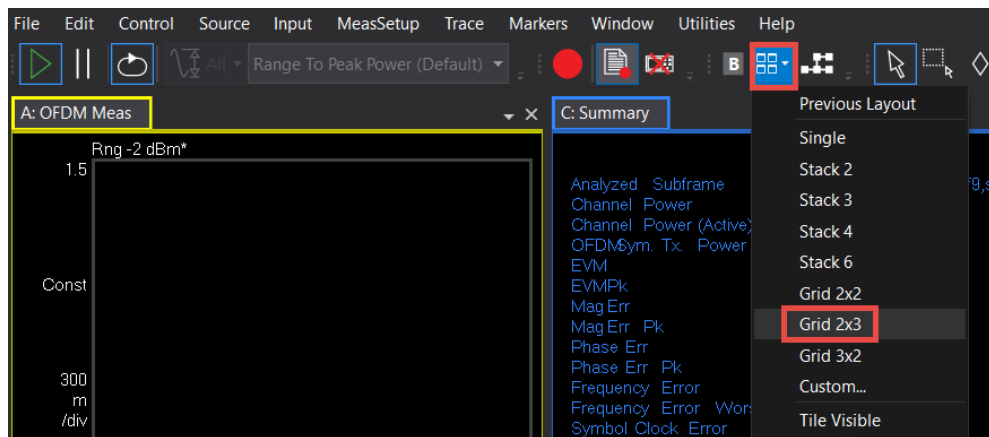 File Edit Control Source Input MeasSetup Trace Markers Window Utilities Help
All Range To Peak Power (Default) B
A: OFDM Meas
Rng -2 dBm*
1.5
Const
300
m
/div
C: Summary
Analyzed Subframe
Channel Power
Channel Power (Active)
OFDMSym. Tx. Power
EVM
EVMPk
Mag Err
Mag Err Pk
Phase Err
Phase Err Pk
Frequency Error
Frequency Error
Symbol Clock Error
Previous Layout
Single
Stack 2
Stack 3
Stack 4
Stack 6
Grid 2x2
Grid 2x3
Grid 3x2
Custom...
Tile Visible